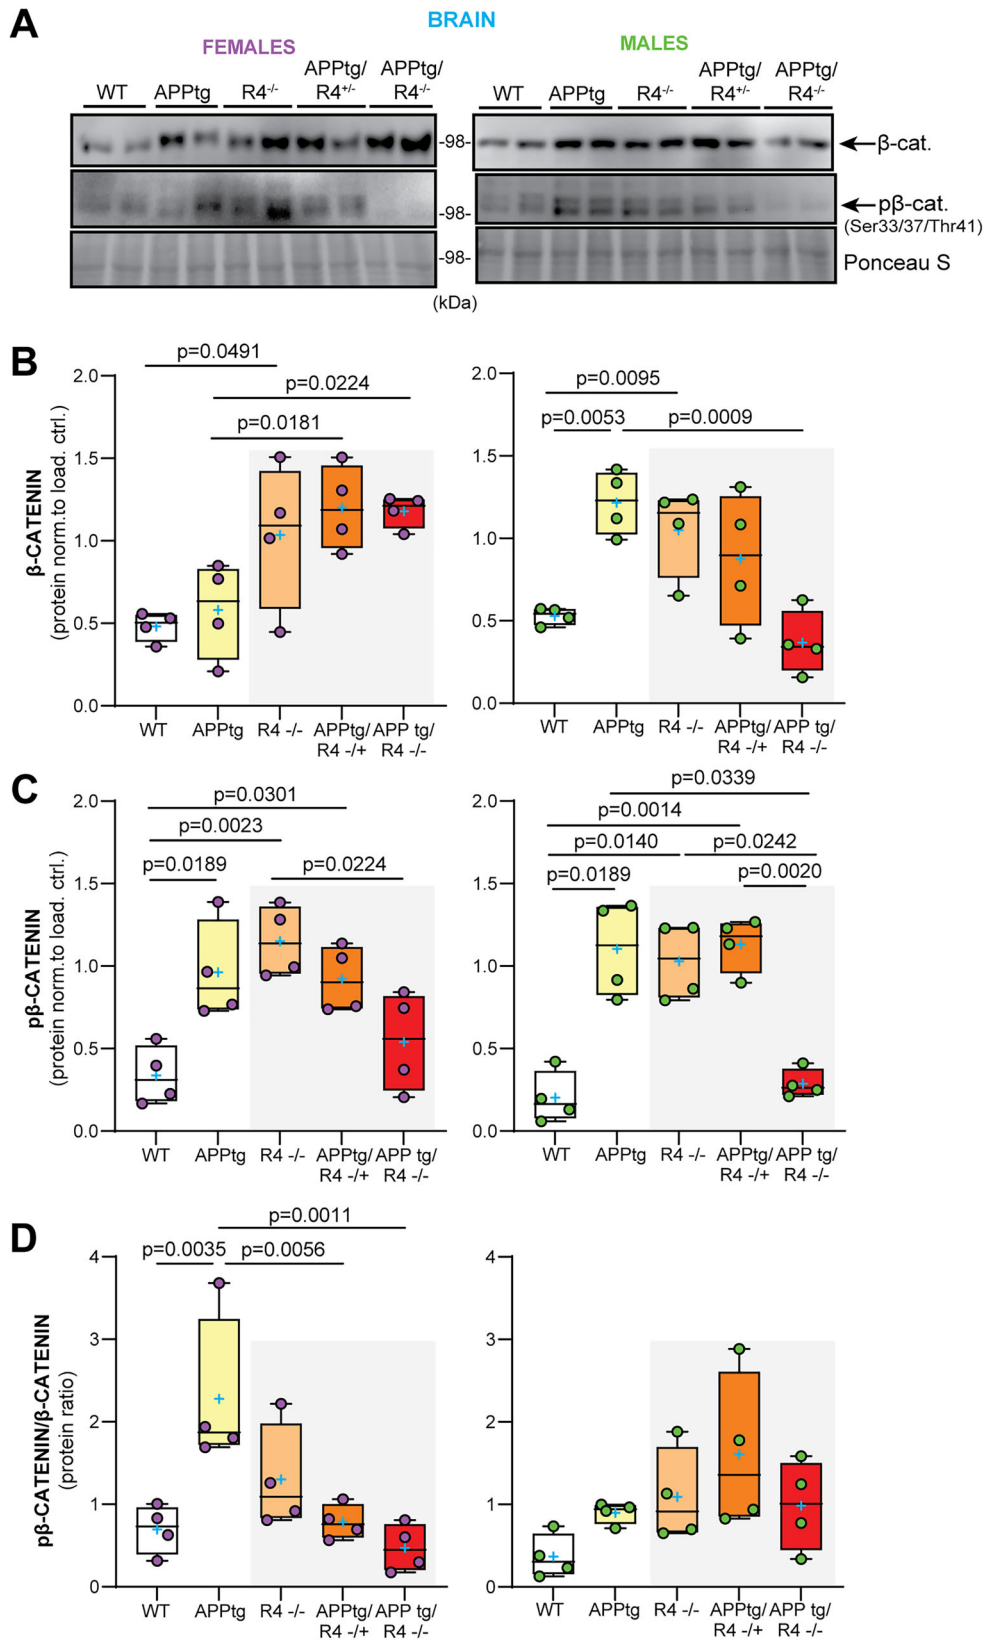 A
BRAIN
FEMALES
MALES
WT APPtg R4-/- APPtg/ R4+/- APPtg/ R4-/-
WT APPtg R4-/- APPtg/ R4+/- APPtg/ R4-/-
-98-
β-cat.
-98-
pβ-cat.
(Ser33/37/Thr41)
-98-
Ponceau S
(kDa)
B
β-CATENIN
(protein norm.to load. ctrl.)
p=0.0491
p=0.0224
p=0.0181
2.0
1.5
1.0
0.5
0.0
WT APPtg R4 -/- APPtg/ R4 -/+ APP tg/ R4 -/-
p=0.0095
p=0.0053 p=0.0009
2.0
1.5
1.0
0.5
0.0
WT APPtg R4 -/- APPtg/ R4 -/+ APP tg/ R4 -/-
C
pβ-CATENIN
(protein norm.to load. ctrl.)
p=0.0301
p=0.0023
p=0.0189 p=0.0224
2.0
1.5
1.0
0.5
0.0
WT APPtg R4 -/- APPtg/ R4 -/+ APP tg/ R4 -/-
p=0.0339
p=0.0014
p=0.0140 p=0.0242
p=0.0189 p=0.0020
2.0
1.5
1.0
0.5
0.0
WT APPtg R4 -/- APPtg/ R4 -/+ APP tg/ R4 -/-
D
pβ-CATENIN/β-CATENIN
(protein ratio)
p=0.0011
p=0.0035 p=0.0056
4
3
2
1
0
WT APPtg R4 -/- APPtg/ R4 -/+ APP tg/ R4 -/-
4
3
2
1
0
WT APPtg R4 -/- APPtg/ R4 -/+ APP tg/ R4 -/-